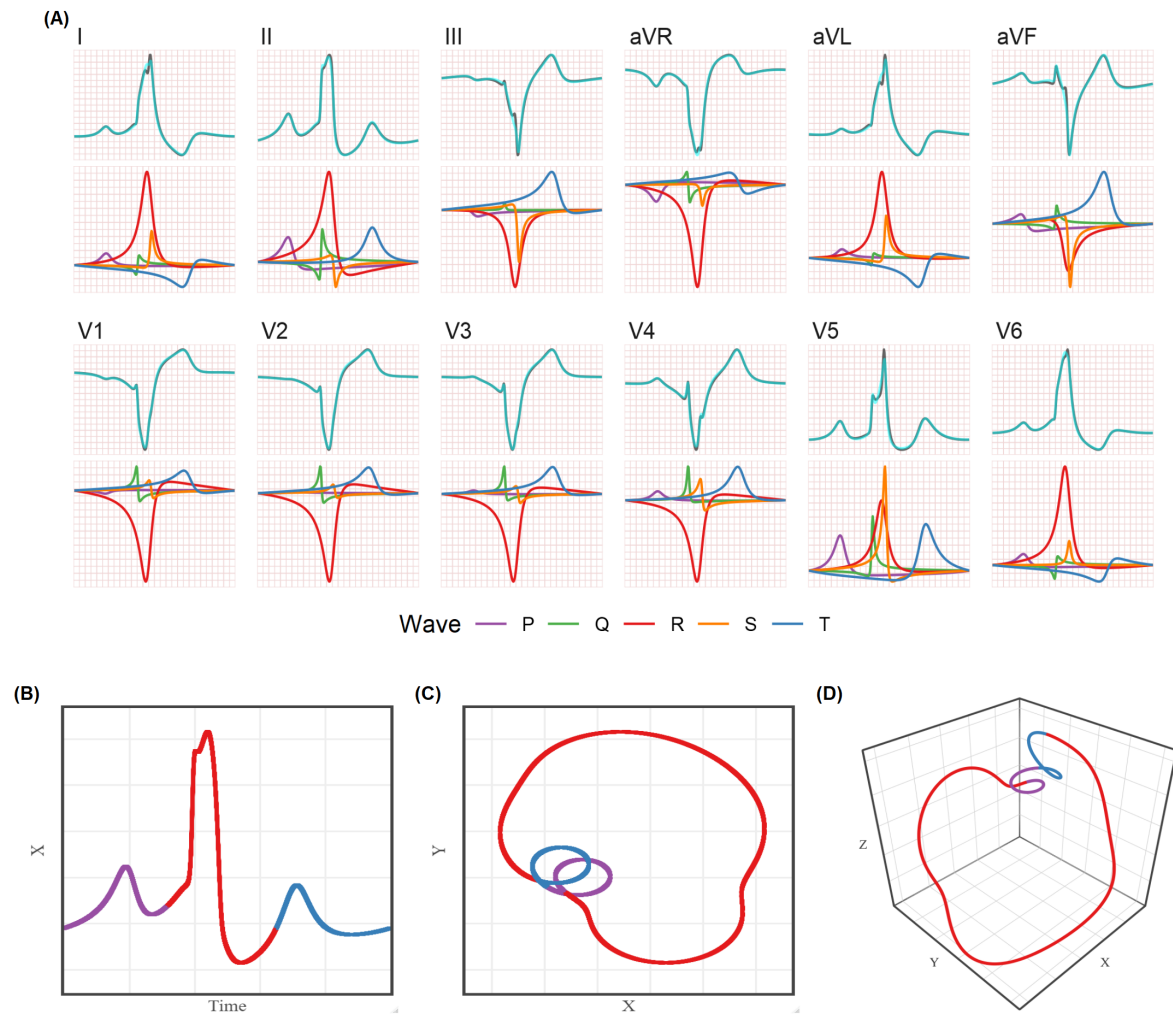 (A)
I II III aVR aVL aVF
V1 V2 V3 V4 V5 V6
Wave P Q R S T
(B) (C) (D)
X
Time
Y
X
Z
Y
X